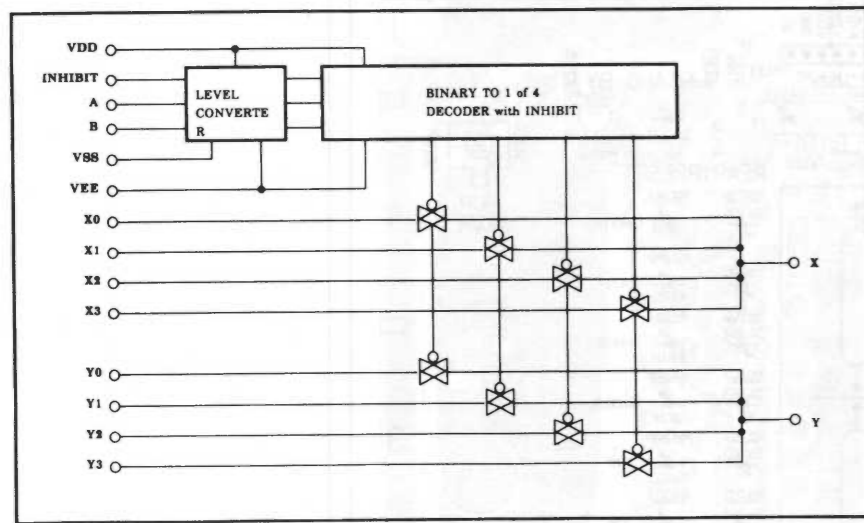 VDD
INHIBIT
A
B
VSS
VEE
LEVEL
CONVERTE
R
BINARY TO 1 of 4
DECODER with INHIBIT
X0
X1
X2
X3
X
Y0
Y1
Y2
Y3
Y